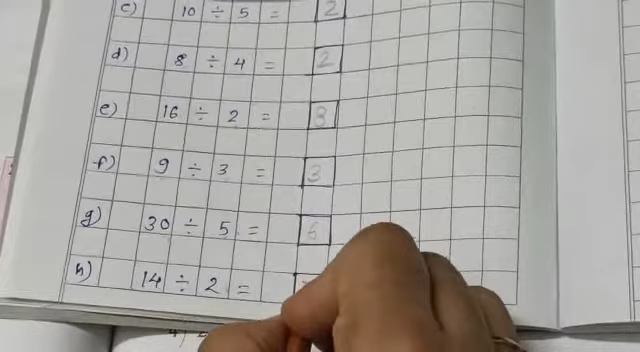 c) 10 ÷ 5 = 2
d) 8 ÷ 4 = 2
e) 16 ÷ 2 = 8
f) 9 ÷ 3 = 3
g) 30 ÷ 5 = 6
h) 14 ÷ 2 =